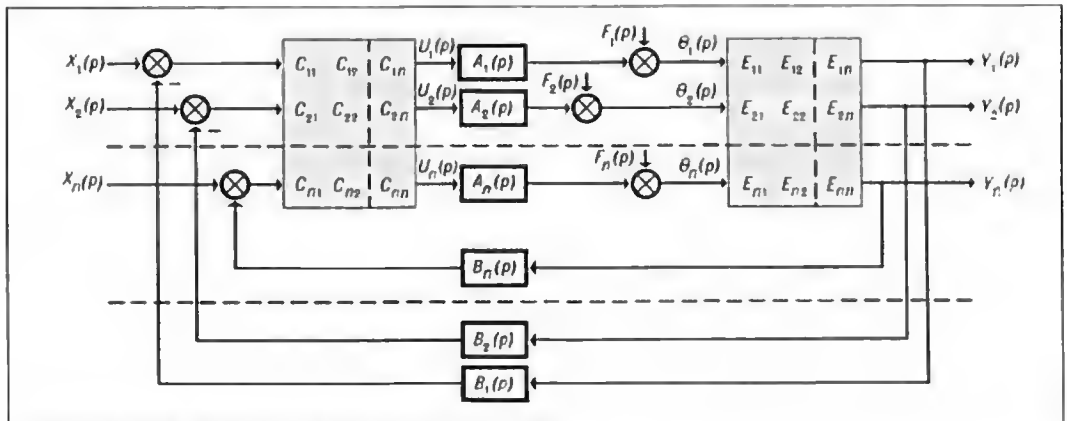 X₁(p) − C₁₁ C₁₂ C₁ₙ U₁(p) A₁(p) F₁(p) θ₁(p) E₁₁ E₁₂ E₁ₙ Y₁(p)
X₂(p) − C₂₁ C₂₂ C₂ₙ U₂(p) A₂(p) F₂(p) θ₂(p) E₂₁ E₂₂ E₂ₙ Y₂(p)
Xₙ(p) Cₙ₁ Cₙ₂ Cₙₙ Uₙ(p) Aₙ(p) Fₙ(p) θₙ(p) Eₙ₁ Eₙ₂ Eₙₙ Yₙ(p)
Bₙ(p)
B₂(p)
B₁(p)